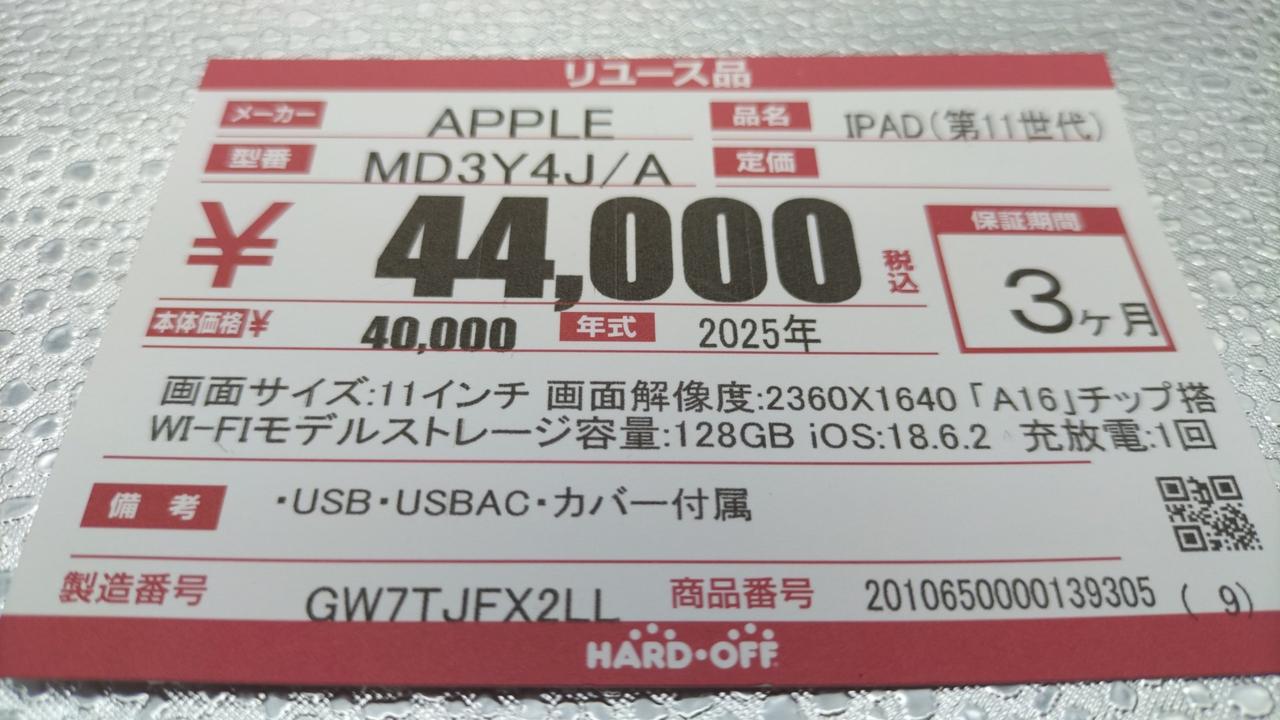 リユース品
メーカー APPLE 品名 IPAD(第11世代)
型番 MD3Y4J/A 定価
¥ 44,000 税込
保証期間
3ヶ月
本体価格¥ 40,000 年式 2025年
画面サイズ:11インチ 画面解像度:2360X1640 「A16」チップ搭
WI-FIモデルストレージ容量:128GB iOS:18.6.2 充放電:1回
備考 ・USB・USBAC・カバー付属
製造番号 GW7TJFX2LL 商品番号 2010650000139305 ( 9)
HARD・OFF